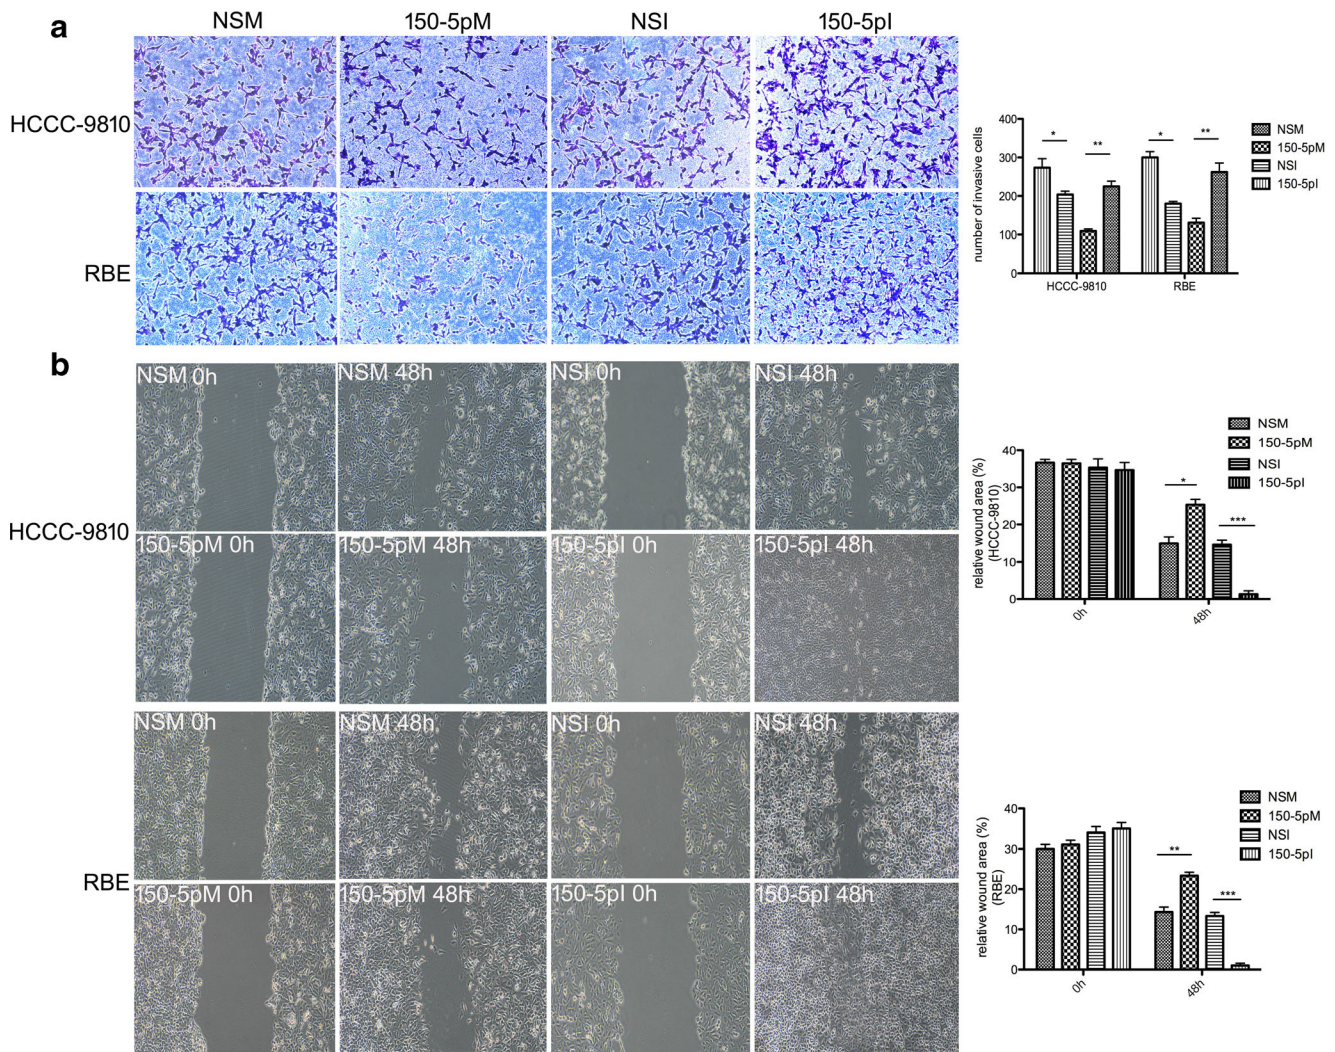 a
NSM
150-5pM
NSI
150-5pI
HCCC-9810
RBE
number of invasive cells
400
300
200
100
0
*
**
*
**
HCCC-9810
RBE
NSM
150-5pM
NSI
150-5pI
b
HCCC-9810
NSM 0h
NSM 48h
NSI 0h
NSI 48h
150-5pM 0h
150-5pM 48h
150-5pI 0h
150-5pI 48h
relative wound area (%)
(HCCC-9810)
40
30
20
10
0
*
***
0h
48h
NSM
150-5pM
NSI
150-5pI
RBE
NSM 0h
NSM 48h
NSI 0h
NSI 48h
150-5pM 0h
150-5pM 48h
150-5pI 0h
150-5pI 48h
relative wound area (%)
(RBE)
40
30
20
10
0
**
***
0h
48h
NSM
150-5pM
NSI
150-5pI